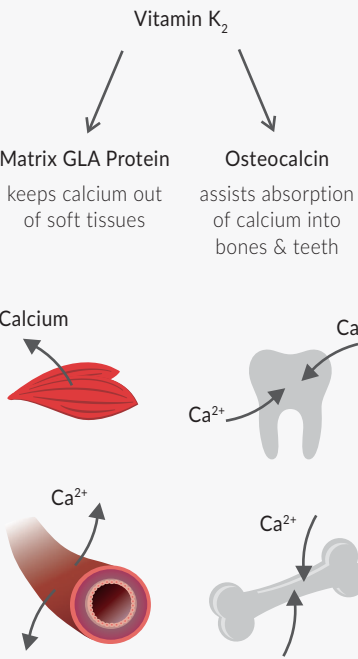 Vitamin K₂
Matrix GLA Protein
keeps calcium out
of soft tissues
Osteocalcin
assists absorption
of calcium into
bones & teeth
Calcium
Ca
Ca²⁺
Ca²⁺
Ca²⁺